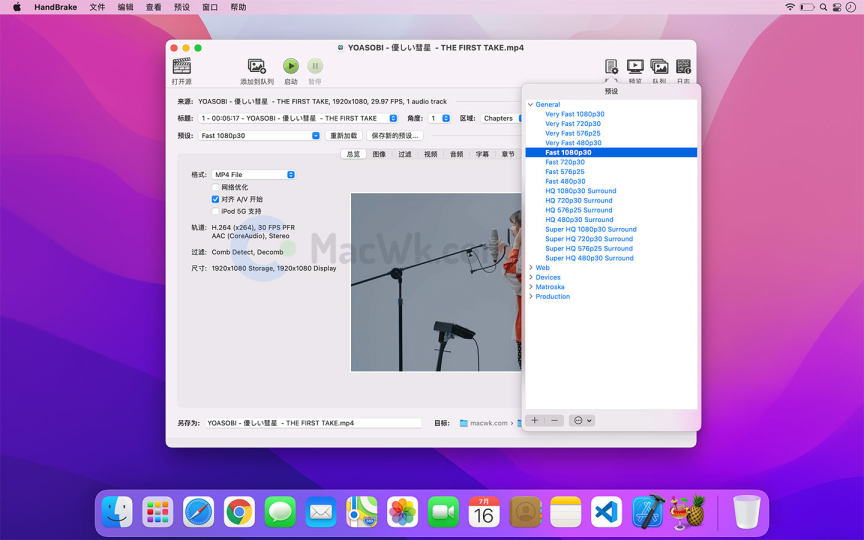 HandBrake 文件 编辑 查看 预设 窗口 帮助
YOASOBI - 優しい彗星 - THE FIRST TAKE.mp4
打开源 添加到队列 启动 暂停 预览 队列 日志
来源: YOASOBI - 優しい彗星 - THE FIRST TAKE, 1920x1080, 29.97 FPS, 1 audio track
标题: 1 - 00:05:17 - YOASOBI - 優しい彗星 - THE FIRST TAKE 角度: 1 区域: Chapters
预设: Fast 1080p30 重新加载 保存新的预设...
总览 图像 过滤 视频 音频 字幕 章节
格式: MP4 File
网络优化
对齐 A/V 开始
iPod 5G 支持
轨道: H.264 (x264), 30 FPS PFR
AAC (CoreAudio), Stereo
过滤: Comb Detect, Decomb
尺寸: 1920x1080 Storage, 1920x1080 Display
MacWk.com
另存为: YOASOBI - 優しい彗星 - THE FIRST TAKE.mp4 目标: macwk.com
预设
General
Very Fast 1080p30
Very Fast 720p30
Very Fast 576p25
Very Fast 480p30
Fast 1080p30
Fast 720p30
Fast 576p25
Fast 480p30
HQ 1080p30 Surround
HQ 720p30 Surround
HQ 576p25 Surround
HQ 480p30 Surround
Super HQ 1080p30 Surround
Super HQ 720p30 Surround
Super HQ 576p25 Surround
Super HQ 480p30 Surround
Web
Devices
Matroska
Production
7月
16